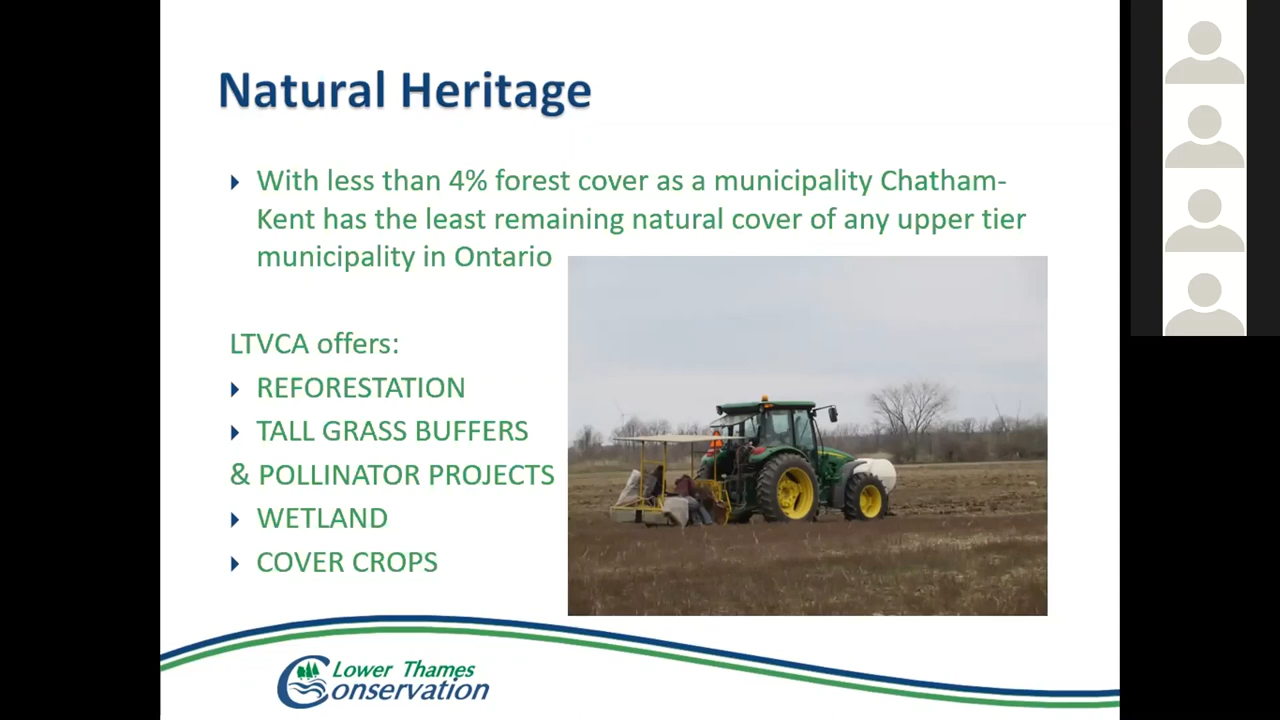 Natural Heritage
With less than 4% forest cover as a municipality Chatham-
Kent has the least remaining natural cover of any upper tier
municipality in Ontario
LTVCA offers:
REFORESTATION
TALL GRASS BUFFERS
& POLLINATOR PROJECTS
WETLAND
COVER CROPS
Lower Thames
Conservation